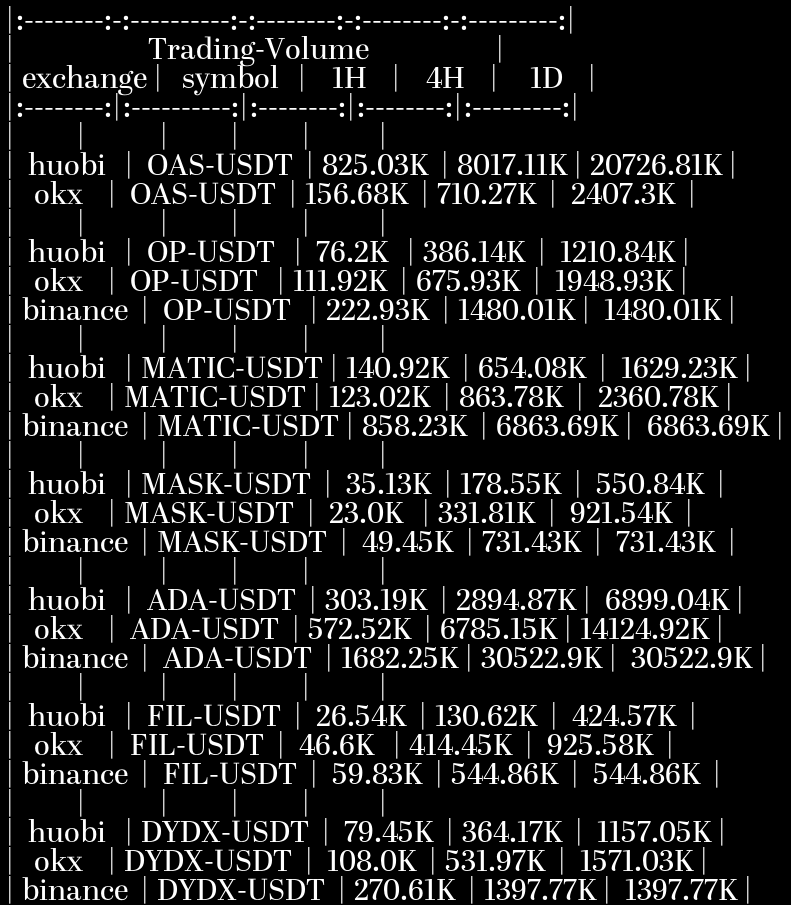 |:--------:-:----------:-:--------:-:--------:-:---------:|
| Trading-Volume |
| exchange | symbol | 1H | 4H | 1D |
|:--------:|:----------:|:--------:|:--------:|:---------:|
| | | | | |
| huobi | OAS-USDT | 825.03K | 8017.11K | 20726.81K |
| okx | OAS-USDT | 156.68K | 710.27K | 2407.3K |
| | | | | |
| huobi | OP-USDT | 76.2K | 386.14K | 1210.84K |
| okx | OP-USDT | 111.92K | 675.93K | 1948.93K |
| binance | OP-USDT | 222.93K | 1480.01K | 1480.01K |
| | | | | |
| huobi | MATIC-USDT | 140.92K | 654.08K | 1629.23K |
| okx | MATIC-USDT | 123.02K | 863.78K | 2360.78K |
| binance | MATIC-USDT | 858.23K | 6863.69K | 6863.69K |
| | | | | |
| huobi | MASK-USDT | 35.13K | 178.55K | 550.84K |
| okx | MASK-USDT | 23.0K | 331.81K | 921.54K |
| binance | MASK-USDT | 49.45K | 731.43K | 731.43K |
| | | | | |
| huobi | ADA-USDT | 303.19K | 2894.87K | 6899.04K |
| okx | ADA-USDT | 572.52K | 6785.15K | 14124.92K |
| binance | ADA-USDT | 1682.25K | 30522.9K | 30522.9K |
| | | | | |
| huobi | FIL-USDT | 26.54K | 130.62K | 424.57K |
| okx | FIL-USDT | 46.6K | 414.45K | 925.58K |
| binance | FIL-USDT | 59.83K | 544.86K | 544.86K |
| | | | | |
| huobi | DYDX-USDT | 79.45K | 364.17K | 1157.05K |
| okx | DYDX-USDT | 108.0K | 531.97K | 1571.03K |
| binance | DYDX-USDT | 270.61K | 1397.77K | 1397.77K |